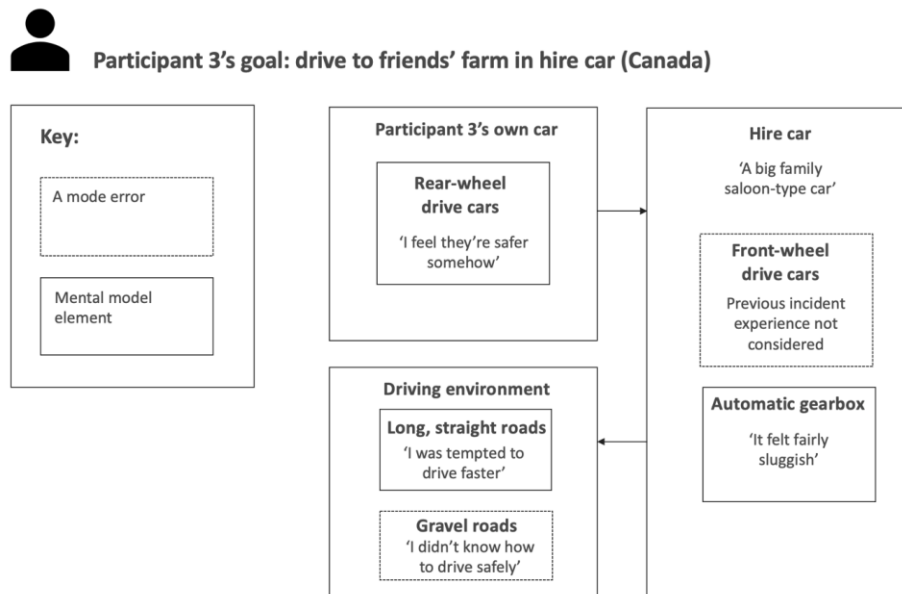 Participant 3’s goal: drive to friends’ farm in hire car (Canada)
Key:
A mode error
Mental model
element
Participant 3’s own car
Rear-wheel
drive cars
‘I feel they’re safer
somehow’
Driving environment
Long, straight roads
‘I was tempted to
drive faster’
Gravel roads
‘I didn’t know how
to drive safely’
Hire car
‘A big family
saloon-type car’
Front-wheel
drive cars
Previous incident
experience not
considered
Automatic gearbox
‘It felt fairly
sluggish’